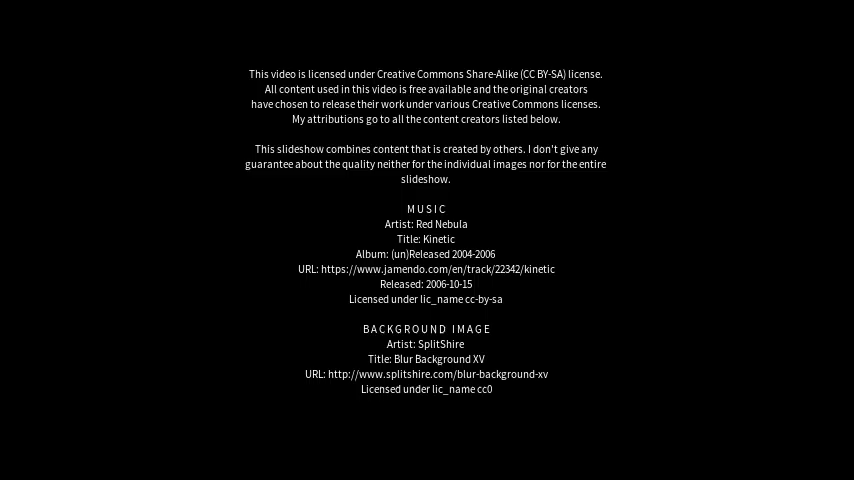 This video is licensed under Creative Commons Share-Alike (CC BY-SA) license.
All content used in this video is free available and the original creators
have chosen to release their work under various Creative Commons licenses.
My attributions go to all the content creators listed below.
This slideshow combines content that is created by others. I don't give any
guarantee about the quality neither for the individual images nor for the entire
slideshow.
MUSIC
Artist: Red Nebula
Title: Kinetic
Album: (un)Released 2004-2006
URL: https://www.jamendo.com/en/track/22342/kinetic
Released: 2006-10-15
Licensed under lic_name cc-by-sa
BACKGROUND IMAGE
Artist: SplitShire
Title: Blur Background XV
URL: http://www.splitshire.com/blur-background-xv
Licensed under lic_name cc0